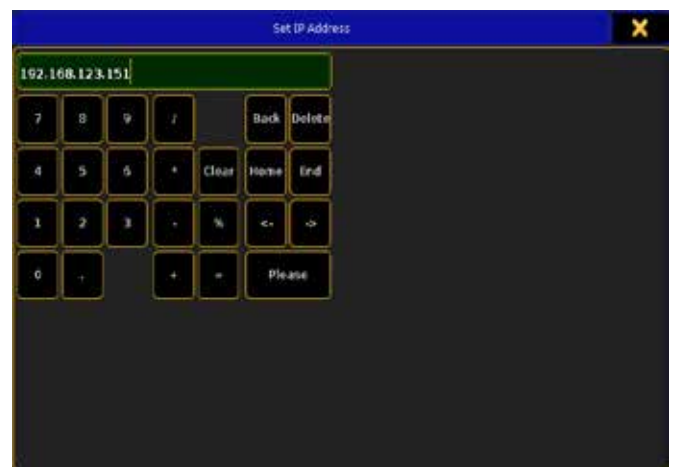 Set IP Address X
192.168.123.151
7 8 9 / Back Delete
4 5 6 * Clear Home End
1 2 3 - % <- ->
0 . + = Please